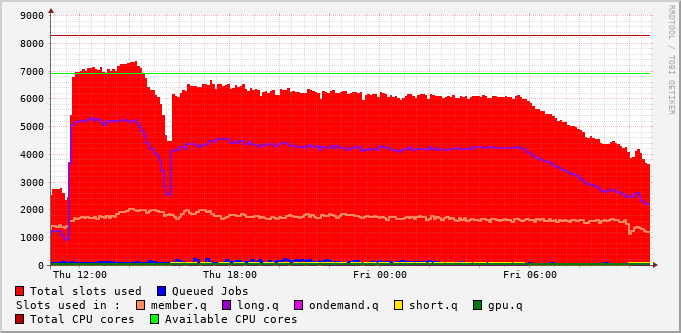 9000
8000
7000
6000
5000
4000
3000
2000
1000
0
Thu 12:00 Thu 18:00 Fri 00:00 Fri 06:00
Total slots used Queued Jobs
Slots used in : member.q long.q ondemand.q short.q gpu.q
Total CPU cores Available CPU cores
RRDTOOL / TOBI OETIKER